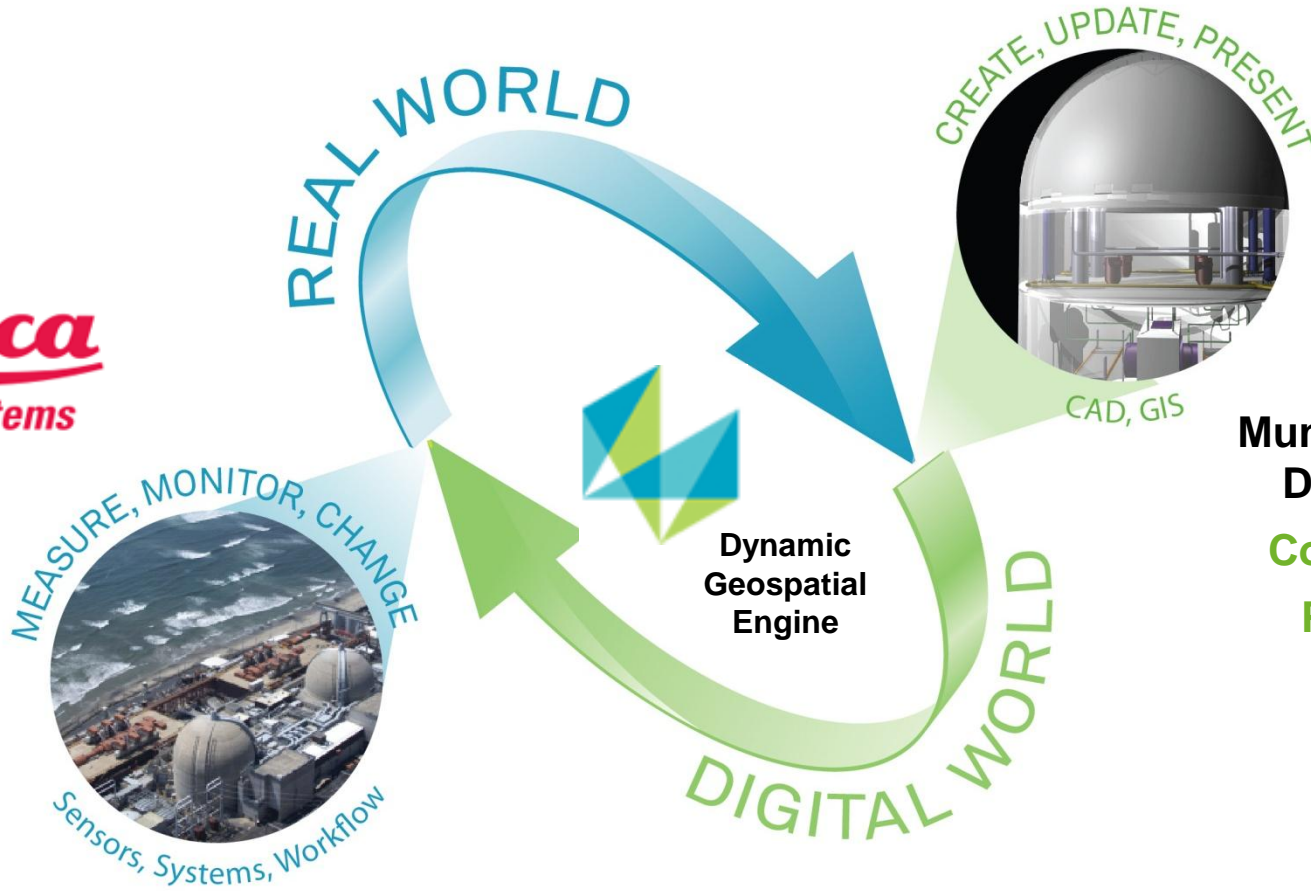 CREATE, UPDATE, PRESENT
REAL WORLD
CAD, GIS
MEASURE, MONITOR, CHANGE
Dynamic
Geospatial
Engine
DIGITAL WORLD
Sensors, Systems, Workflow